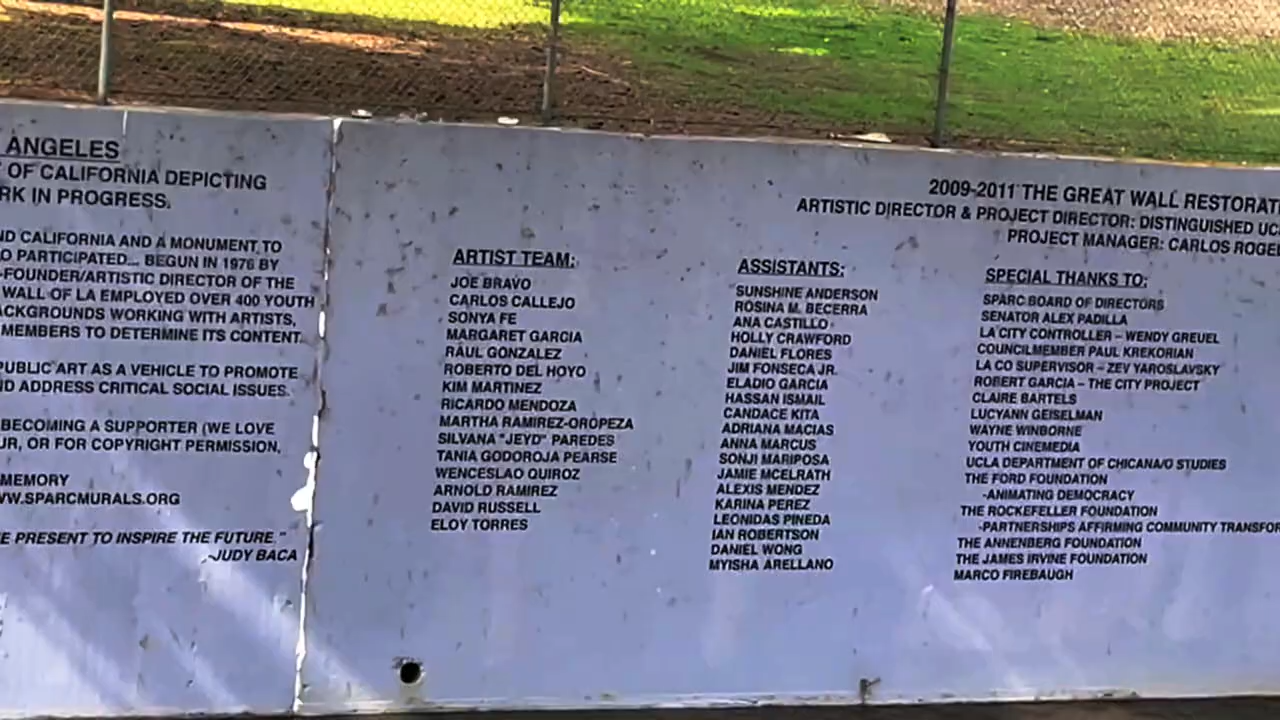 ANGELES
OF CALIFORNIA DEPICTING
RK IN PROGRESS.
ND CALIFORNIA AND A MONUMENT TO
O PARTICIPATED... BEGUN IN 1976 BY
-FOUNDER/ARTISTIC DIRECTOR OF THE
WALL OF LA EMPLOYED OVER 400 YOUTH
ACKGROUNDS WORKING WITH ARTISTS,
MEMBERS TO DETERMINE ITS CONTENT.
PUBLIC ART AS A VEHICLE TO PROMOTE
ND ADDRESS CRITICAL SOCIAL ISSUES.
BECOMING A SUPPORTER (WE LOVE
UR, OR FOR COPYRIGHT PERMISSION,
MEMORY
WW.SPARCMURALS.ORG
E PRESENT TO INSPIRE THE FUTURE."
-JUDY BACA
2009-2011 THE GREAT WALL RESTORAT
ARTISTIC DIRECTOR & PROJECT DIRECTOR: DISTINGUISHED UC
PROJECT MANAGER: CARLOS ROGE
ARTIST TEAM:
JOE BRAVO
CARLOS CALLEJO
SONYA FE
MARGARET GARCIA
RAUL GONZALEZ
ROBERTO DEL HOYO
KIM MARTINEZ
RICARDO MENDOZA
MARTHA RAMIREZ-OROPEZA
SILVANA "JEYD" PAREDES
TANIA GODOROJA PEARSE
WENCESLAO QUIROZ
ARNOLD RAMIREZ
DAVID RUSSELL
ELOY TORRES
ASSISTANTS:
SUNSHINE ANDERSON
ROSINA M. BECERRA
ANA CASTILLO
HOLLY CRAWFORD
DANIEL FLORES
JIM FONSECA JR.
ELADIO GARCIA
HASSAN ISMAIL
CANDACE KITA
ADRIANA MACIAS
ANNA MARCUS
SONJI MARIPOSA
JAMIE MCELRATH
ALEXIS MENDEZ
KARINA PEREZ
LEONIDAS PINEDA
IAN ROBERTSON
DANIEL WONG
MYISHA ARELLANO
SPECIAL THANKS TO:
SPARC BOARD OF DIRECTORS
SENATOR ALEX PADILLA
LA CITY CONTROLLER – WENDY GREUEL
COUNCILMEMBER PAUL KREKORIAN
LA CO SUPERVISOR – ZEV YAROSLAVSKY
ROBERT GARCIA – THE CITY PROJECT
CLAIRE BARTELS
LUCYANN GEISELMAN
WAYNE WINBORNE
YOUTH CINEMEDIA
UCLA DEPARTMENT OF CHICANA/O STUDIES
THE FORD FOUNDATION
-ANIMATING DEMOCRACY
THE ROCKEFELLER FOUNDATION
-PARTNERSHIPS AFFIRMING COMMUNITY TRANSFOR
THE ANNENBERG FOUNDATION
THE JAMES IRVINE FOUNDATION
MARCO FIREBAUGH